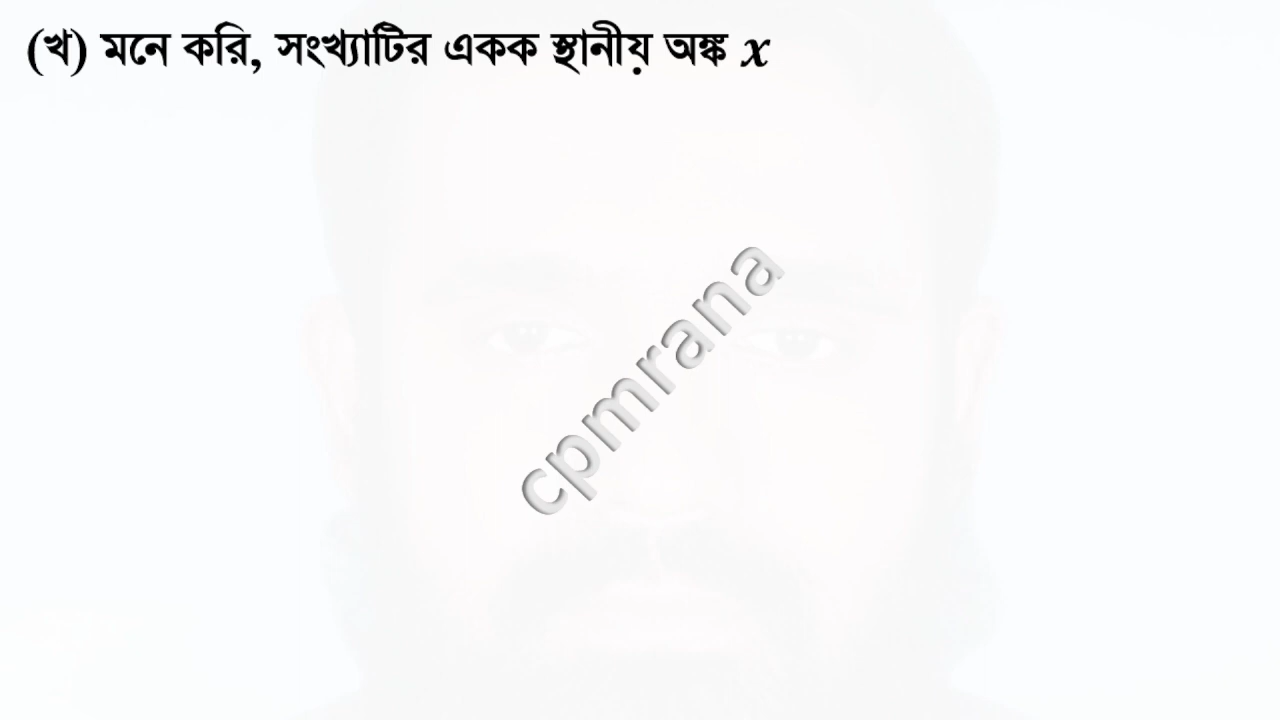 (খ) মনে করি, সংখ্যাটির একক স্থানীয় অঙ্ক x
cpmrana